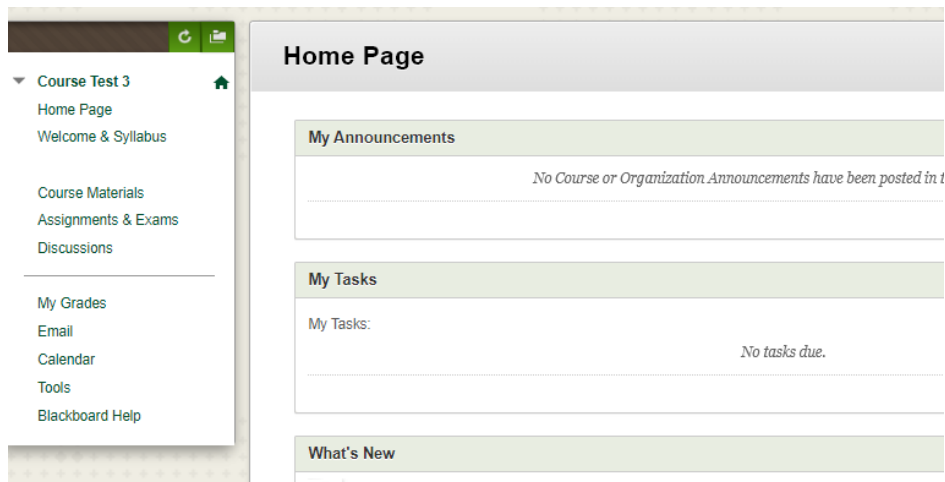 Course Test 3
Home Page
Welcome & Syllabus
Course Materials
Assignments & Exams
Discussions
My Grades
Email
Calendar
Tools
Blackboard Help
Home Page
My Announcements
No Course or Organization Announcements have been posted in
My Tasks
My Tasks:
No tasks due.
What's New